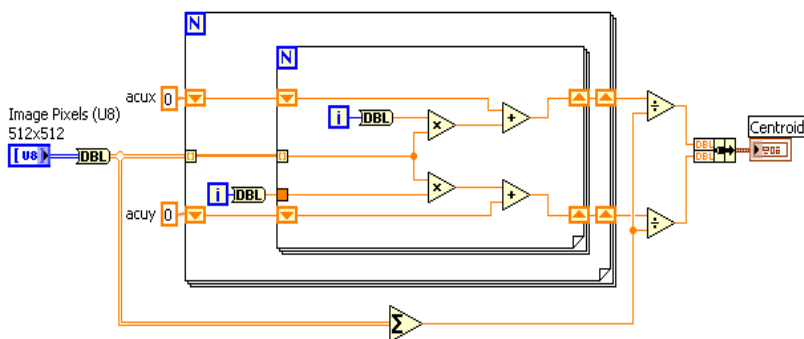 N
N
acux 0
i DBL
× +
÷
Image Pixels (U8)
512x512
[U8 DBL
[] []
Centroid
DBL
DBL
i DBL
× +
acuy 0
÷
Σ